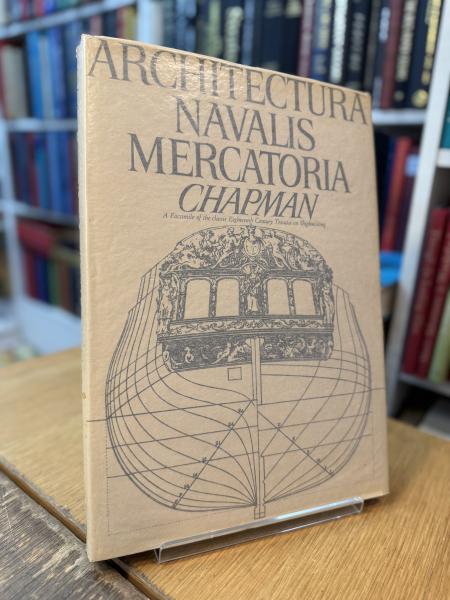 ARCHITECTURA
NAVALIS
MERCATORIA
CHAPMAN
A Facsimile of the classic Eighteenth Century Treatise on Shipbuilding